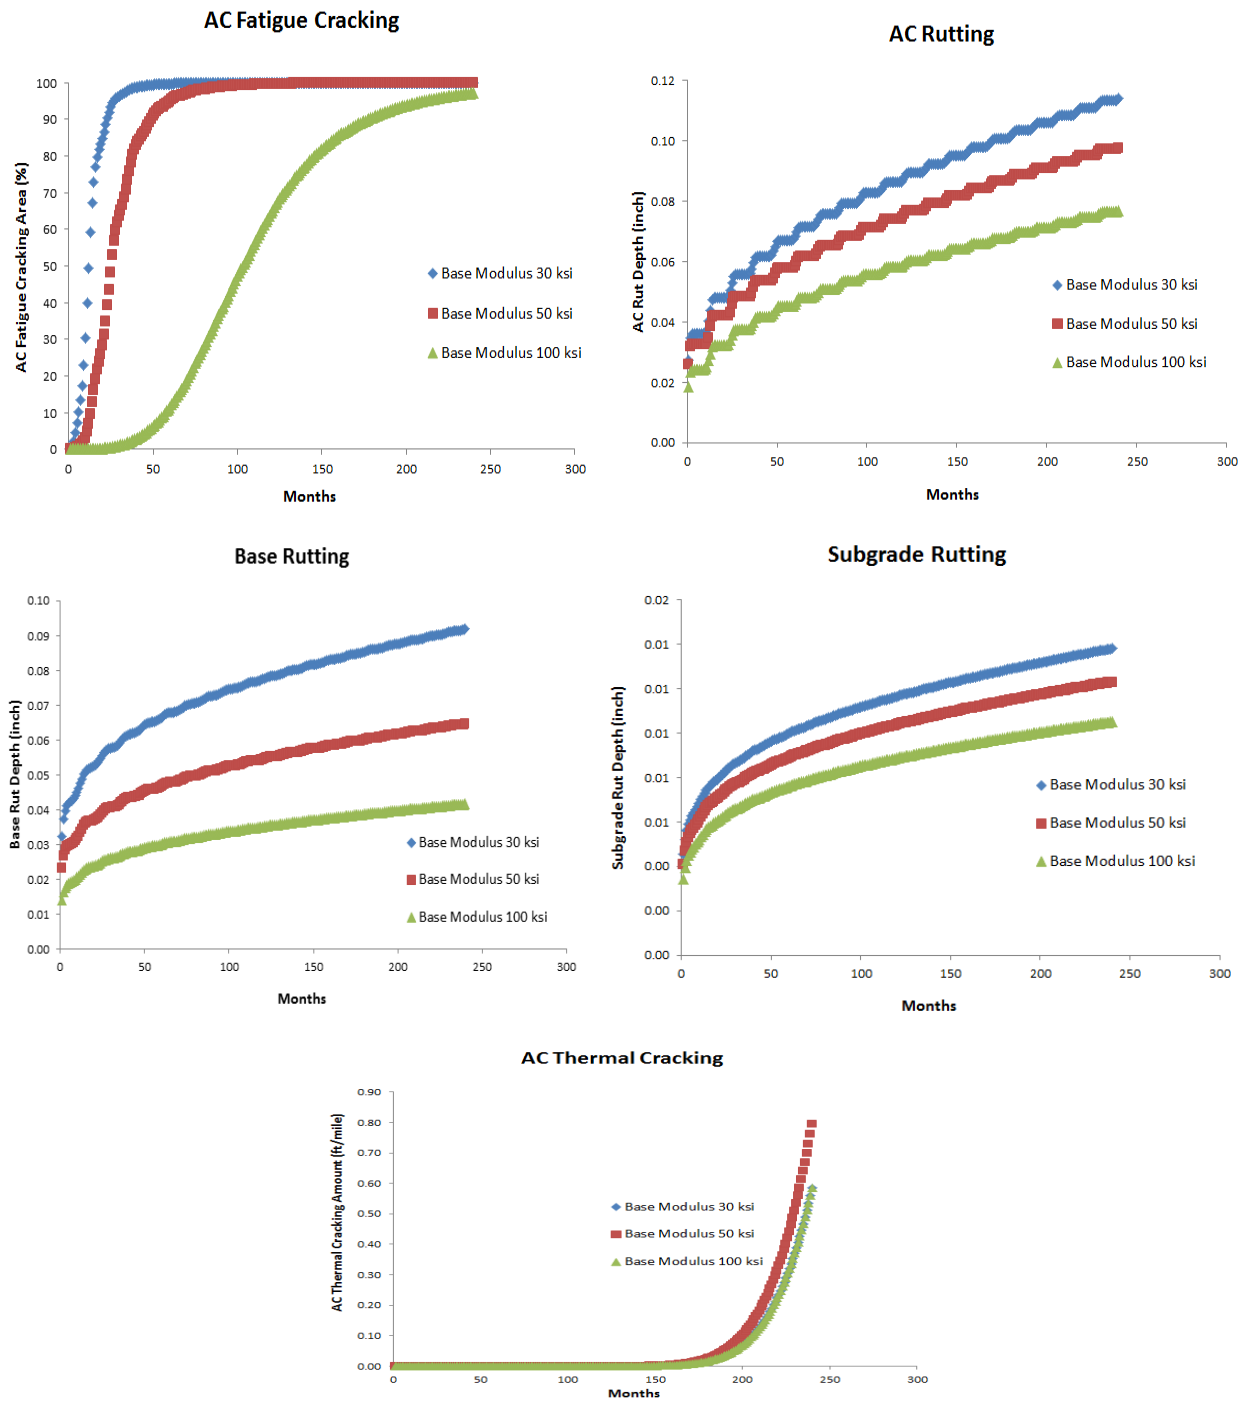 AC Fatigue Cracking
100
90
80
70
60
50
40
30
20
10
0
0 50 100 150 200 250 300
AC Fatigue Cracking Area (%)
Months
Base Modulus 30 ksi
Base Modulus 50 ksi
Base Modulus 100 ksi
AC Rutting
0.12
0.10
0.08
0.06
0.04
0.02
0.00
0 50 100 150 200 250 300
AC Rut Depth (inch)
Months
Base Modulus 30 ksi
Base Modulus 50 ksi
Base Modulus 100 ksi
Base Rutting
0.10
0.09
0.08
0.07
0.06
0.05
0.04
0.03
0.02
0.01
0.00
0 50 100 150 200 250 300
Base Rut Depth (inch)
Months
Base Modulus 30 ksi
Base Modulus 50 ksi
Base Modulus 100 ksi
Subgrade Rutting
0.02
0.01
0.01
0.01
0.01
0.01
0.00
0.00
0.00
0 50 100 150 200 250 300
Subgrade Rut Depth (inch)
Months
Base Modulus 30 ksi
Base Modulus 50 ksi
Base Modulus 100 ksi
AC Thermal Cracking
0.90
0.80
0.70
0.60
0.50
0.40
0.30
0.20
0.10
0.00
0 50 100 150 200 250 300
AC Thermal Cracking Amount (ft/mile)
Months
Base Modulus 30 ksi
Base Modulus 50 ksi
Base Modulus 100 ksi